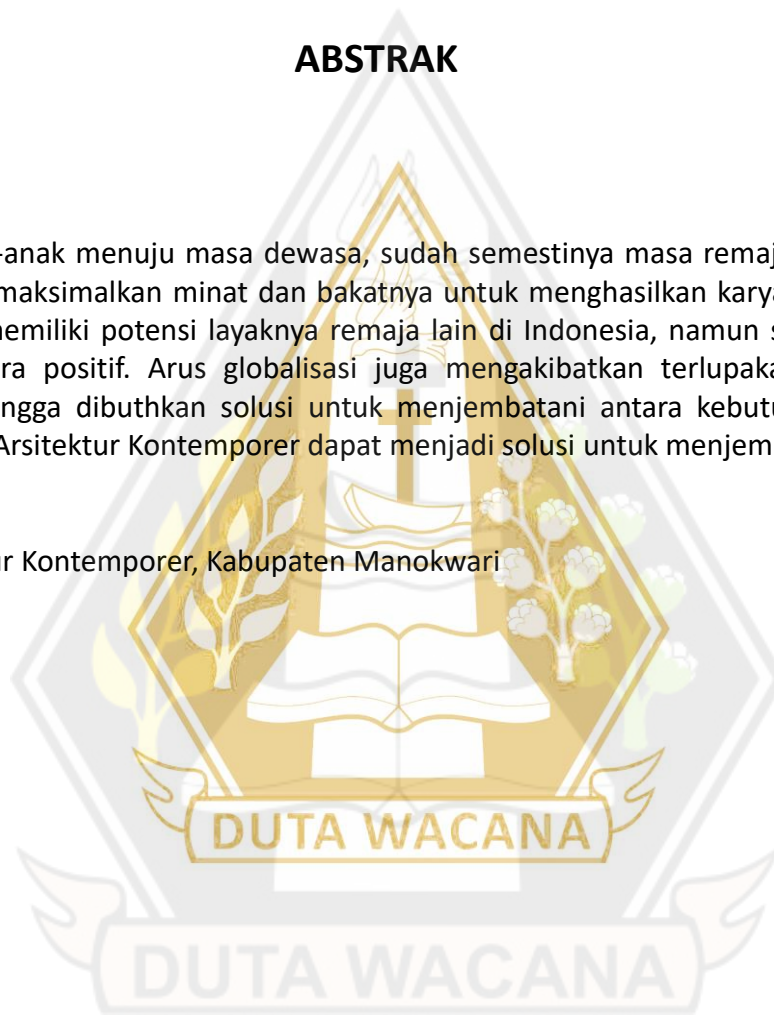 ABSTRAK
-anak menuju masa dewasa, sudah semestinya masa remaj
maksimalkan minat dan bakatnya untuk menghasilkan karya
memiliki potensi layaknya remaja lain di Indonesia, namun s
ra positif. Arus globalisasi juga mengakibatkan terlupaka
ngga dibuthkan solusi untuk menjembatani antara kebutu
Arsitektur Kontemporer dapat menjadi solusi untuk menjem
ur Kontemporer, Kabupaten Manokwari
DUTA WACANA
DUTA WACANA